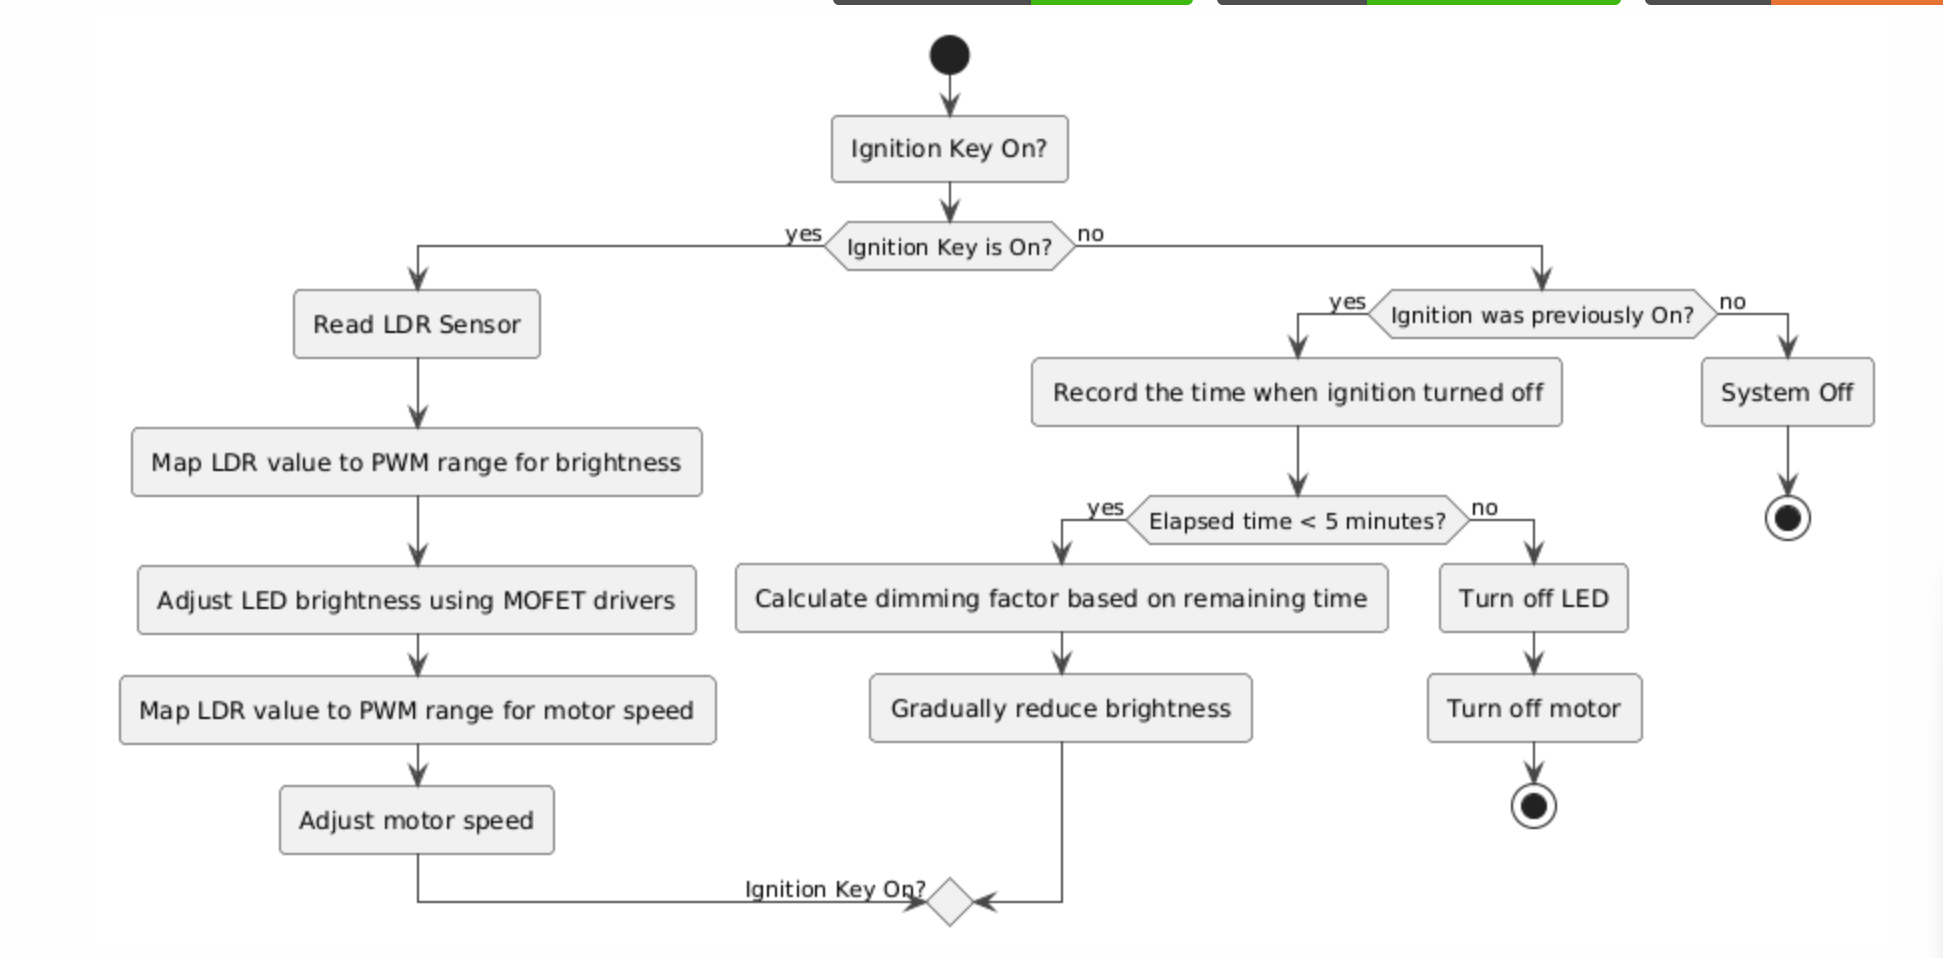 Ignition Key On?
yes
Ignition Key is On?
no
Read LDR Sensor
yes
Ignition was previously On?
no
Map LDR value to PWM range for brightness
Record the time when ignition turned off
System Off
yes
Elapsed time < 5 minutes?
no
Adjust LED brightness using MOFET drivers
Calculate dimming factor based on remaining time
Turn off LED
Map LDR value to PWM range for motor speed
Gradually reduce brightness
Turn off motor
Adjust motor speed
Ignition Key On?